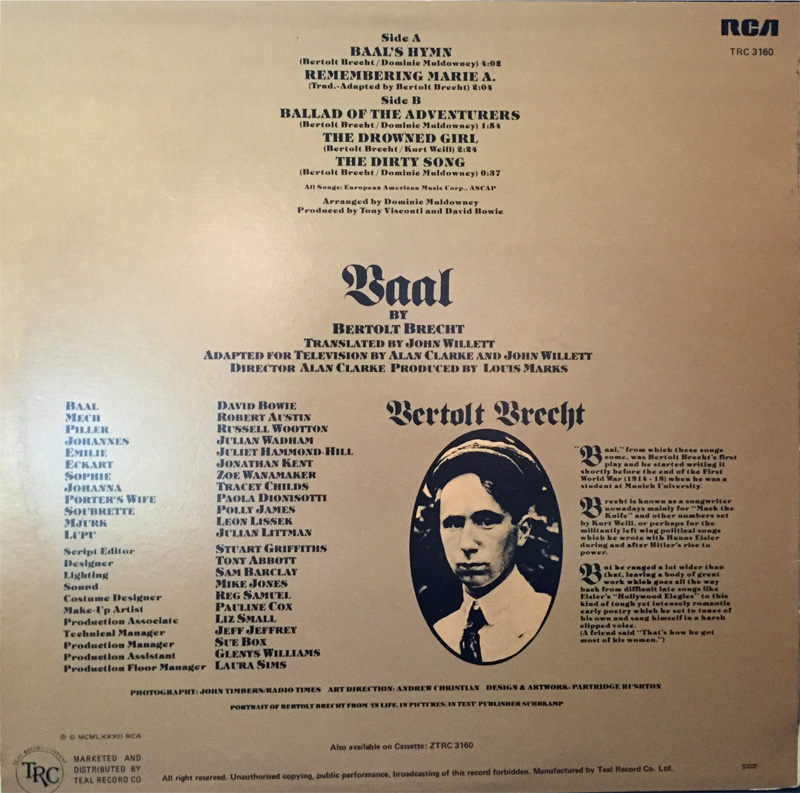 RCA
TRC 3160
Side A
BAAL'S HYMN
(Bertolt Brecht/Dominic Muldowney) 4:02
REMEMBERING MARIE A.
(Trad.-Adapted by Bertolt Brecht) 2:04
Side B
BALLAD OF THE ADVENTURERS
(Bertolt Brecht/Dominic Muldowney) 1:54
THE DROWNED GIRL
(Bertolt Brecht/Kurt Weill) 2:24
THE DIRTY SONG
(Bertolt Brecht/Dominic Muldowney) 0:37
All Songs: European American Music Corp., ASCAP
Arranged by Dominic Muldowney
Produced by Tony Visconti and David Bowie
Baal
BY
BERTOLT BRECHT
TRANSLATED BY JOHN WILLETT
ADAPTED FOR TELEVISION BY ALAN CLARKE AND JOHN WILLETT
DIRECTOR ALAN CLARKE PRODUCED BY LOUIS MARKS
BAAL DAVID BOWIE
MECH ROBERT AUSTIN
PILLER RUSSELL WOOTTON
JOHANNES JULIAN WADHAM
EMILIE JULIET HAMMOND-HILL
ECKART JONATHAN KENT
SOPHIE ZOE WANAMAKER
JOHANNA TRACEY CHILDS
PORTER'S WIFE PAOLA DIONISOTTI
SOUBRETTE POLLY JAMES
MJURK LEON LISSEK
LUPU JULIAN LITTMAN
Script Editor STUART GRIFFITHS
Designer TONY ABBOTT
Lighting SAM BARCLAY
Sound MIKE JONES
Costume Designer REG SAMUEL
Make-Up Artist PAULINE COX
Production Associate LIZ SMALL
Technical Manager JEFF JEFFREY
Production Manager SUE BOX
Production Assistant GLENYS WILLIAMS
Production Floor Manager LAURA SIMS
Bertolt Brecht
"Baal," from which these songs
come, was Bertolt Brecht's first
play and he started writing it
shortly before the end of the First
World War (1914-18) when he was a
student at Munich University.
Brecht is known as a songwriter
nowadays mainly for "Mack the
Knife" and other numbers set
by Kurt Weill, or perhaps for the
militantly left wing political songs
which he wrote with Hanns Eisler
during and after Hitler's rise to
power.
But he ranged a lot wider than
that, leaving a body of great
work which goes all the way
back from difficult late songs like
Eisler's "Hollywood Elegies" to this
kind of tough yet intensely romantic
early poetry which he set to tunes of
his own and sang himself in a harsh
clipped voice.
(A friend said "That's how he got
most of his women.")
PHOTOGRAPHY: JOHN TIMBERS/RADIO TIMES ART DIRECTION: ANDREW CHRISTIAN DESIGN & ARTWORK: PARTRIDGE RUSHTON
PORTRAIT OF BERTOLT BRECHT FROM 'IN LIFE, IN PICTURES, IN TEXT' PUBLISHER SUHRKAMP
℗ © MCMLXXXII RCA
Also available on Cassette: ZTRC 3160
TRC
MARKETED AND
DISTRIBUTED BY
TEAL RECORD CO
All right reserved. Unauthorised copying, public performance, broadcasting of this record forbidden. Manufactured by Teal Record Co. Ltd.